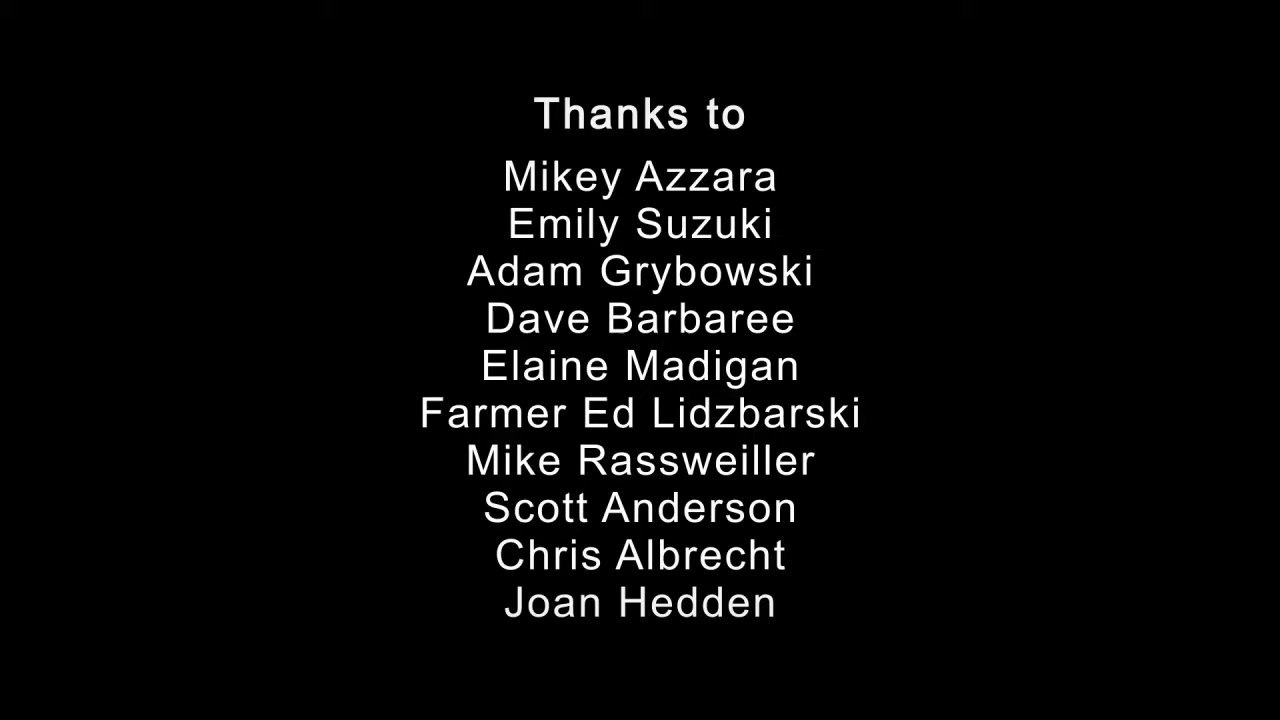 Thanks to
Mikey Azzara
Emily Suzuki
Adam Grybowski
Dave Barbaree
Elaine Madigan
Farmer Ed Lidzbarski
Mike Rassweiller
Scott Anderson
Chris Albrecht
Joan Hedden